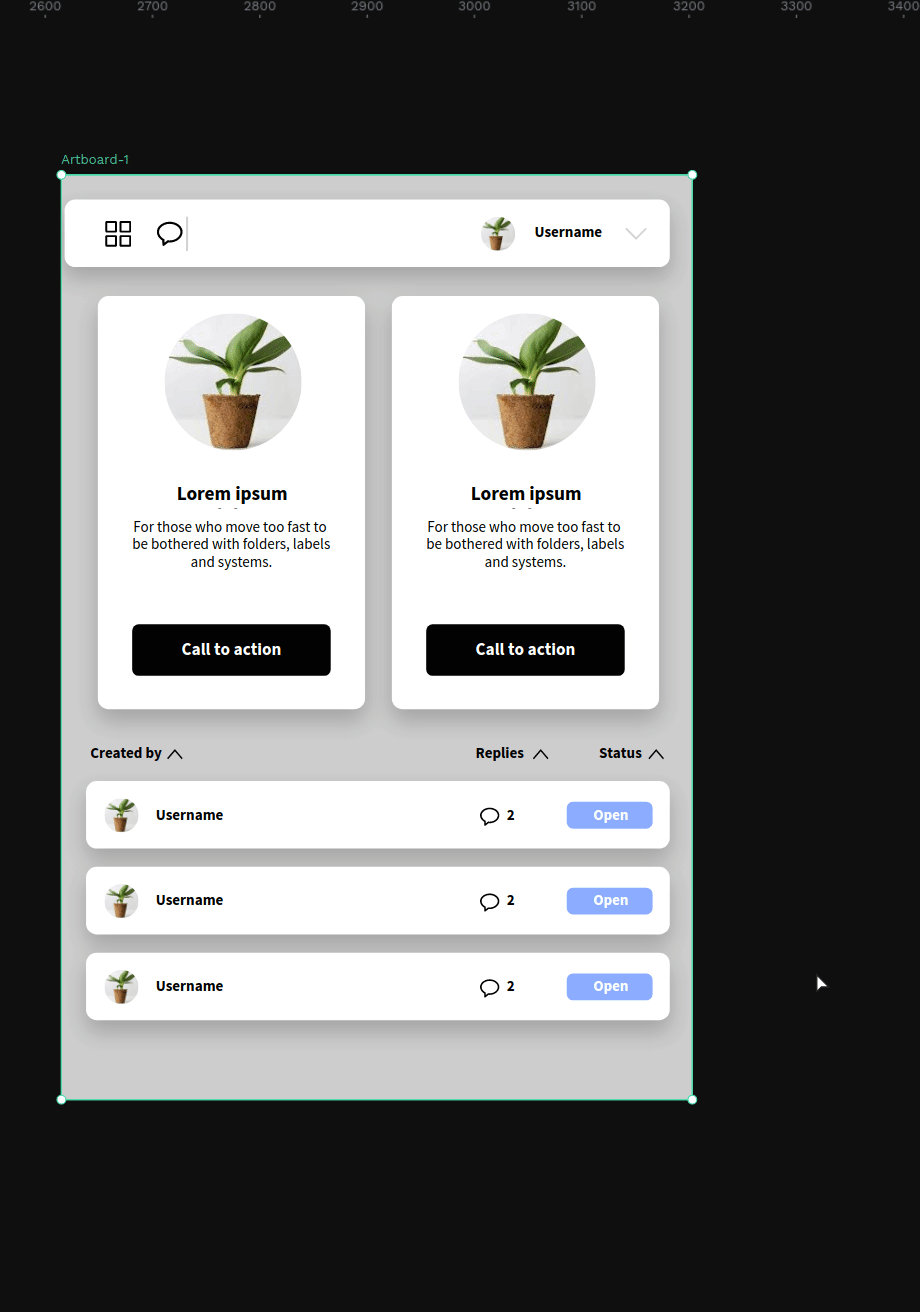 2600 2700 2800 2900 3000 3100 3200 3300 3400
Artboard-1
Username
Lorem ipsum
For those who move too fast to
be bothered with folders, labels
and systems.
Call to action
Lorem ipsum
For those who move too fast to
be bothered with folders, labels
and systems.
Call to action
Created by Replies Status
Username 2 Open
Username 2 Open
Username 2 Open